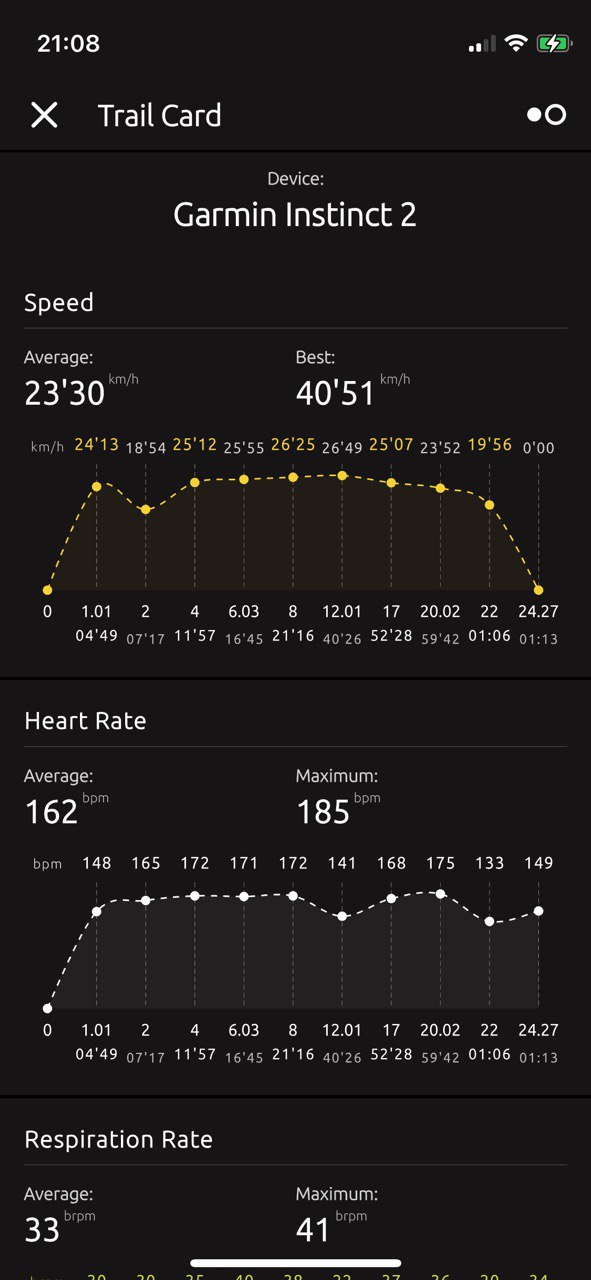 21:08
Trail Card
Device:
Garmin Instinct 2
Speed
Average: Best:
23'30 km/h 40'51 km/h
km/h 24'13 18'54 25'12 25'55 26'25 26'49 25'07 23'52 19'56 0'00
0 1.01 2 4 6.03 8 12.01 17 20.02 22 24.27
04'49 07'17 11'57 16'45 21'16 40'26 52'28 59'42 01:06 01:13
Heart Rate
Average: Maximum:
162 bpm 185 bpm
bpm 148 165 172 171 172 141 168 175 133 149
0 1.01 2 4 6.03 8 12.01 17 20.02 22 24.27
04'49 07'17 11'57 16'45 21'16 40'26 52'28 59'42 01:06 01:13
Respiration Rate
Average: Maximum:
33 brpm 41 brpm